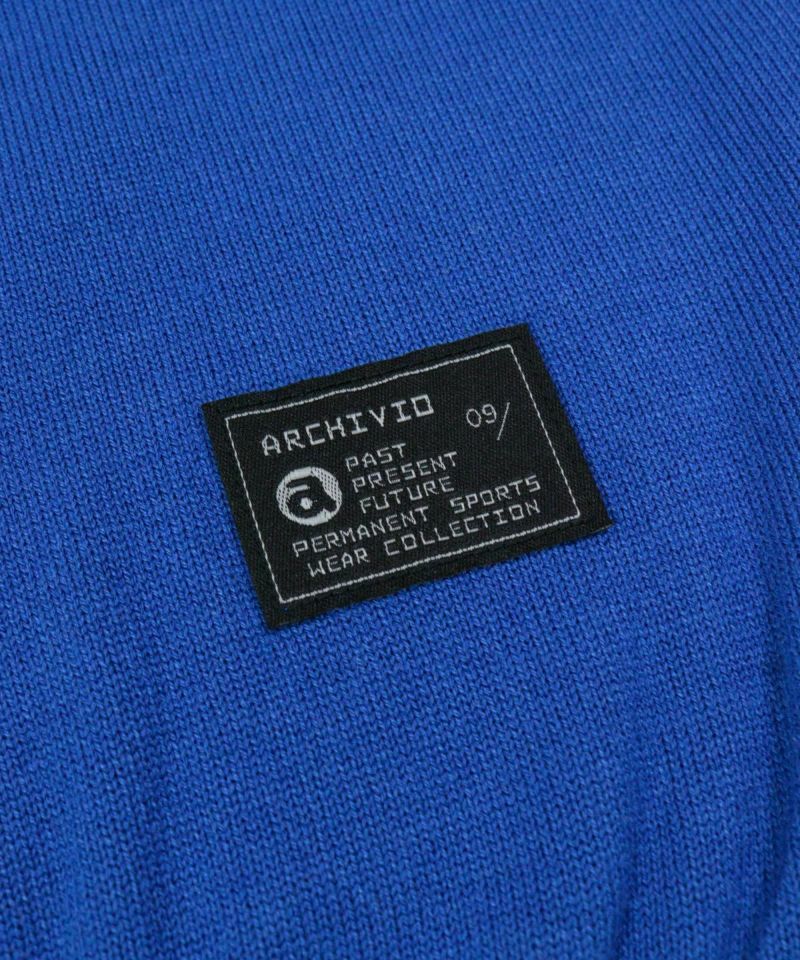 ARCHIVIO 09/
a PAST
PRESENT
FUTURE
PERMANENT SPORTS
WEAR COLLECTION